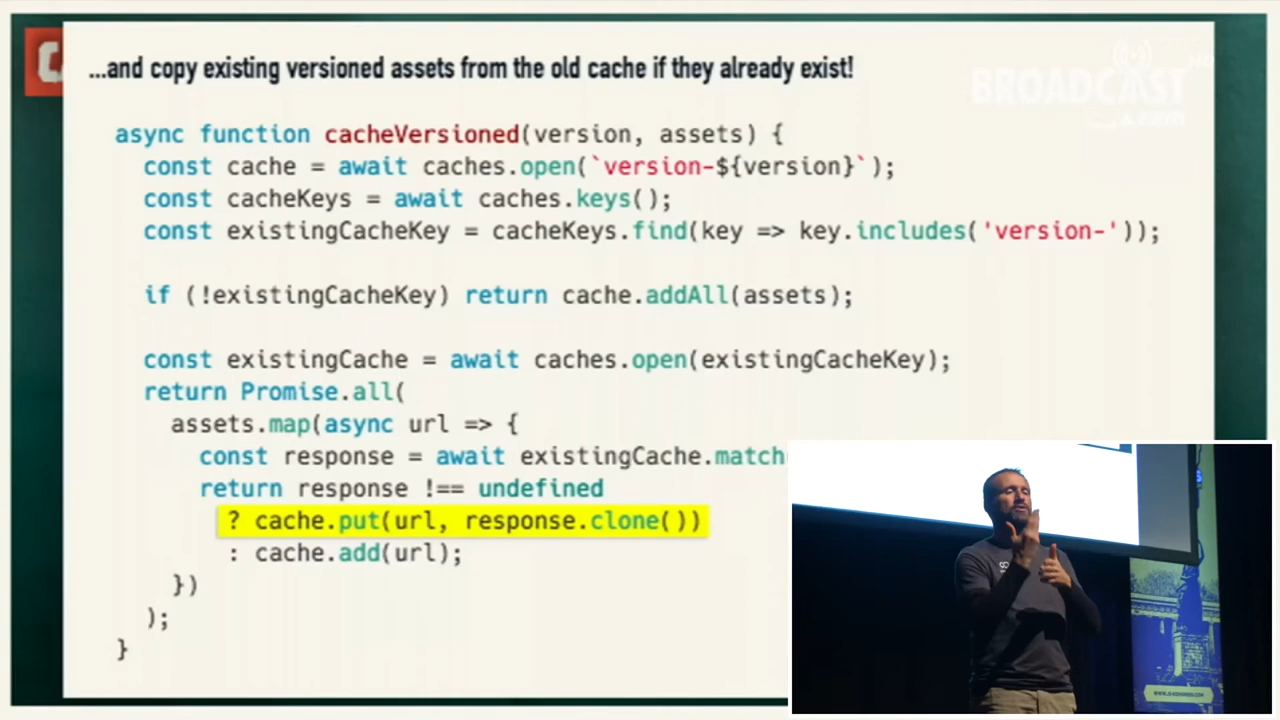 ...and copy existing versioned assets from the old cache if they already exist!
BROADCAST
async function cacheVersioned(version, assets) {
const cache = await caches.open(`version-${version}`);
const cacheKeys = await caches.keys();
const existingCacheKey = cacheKeys.find(key => key.includes('version-'));
if (!existingCacheKey) return cache.addAll(assets);
const existingCache = await caches.open(existingCacheKey);
return Promise.all(
assets.map(async url => {
const response = await existingCache.match
return response !== undefined
? cache.put(url, response.clone())
: cache.add(url);
})
);
}